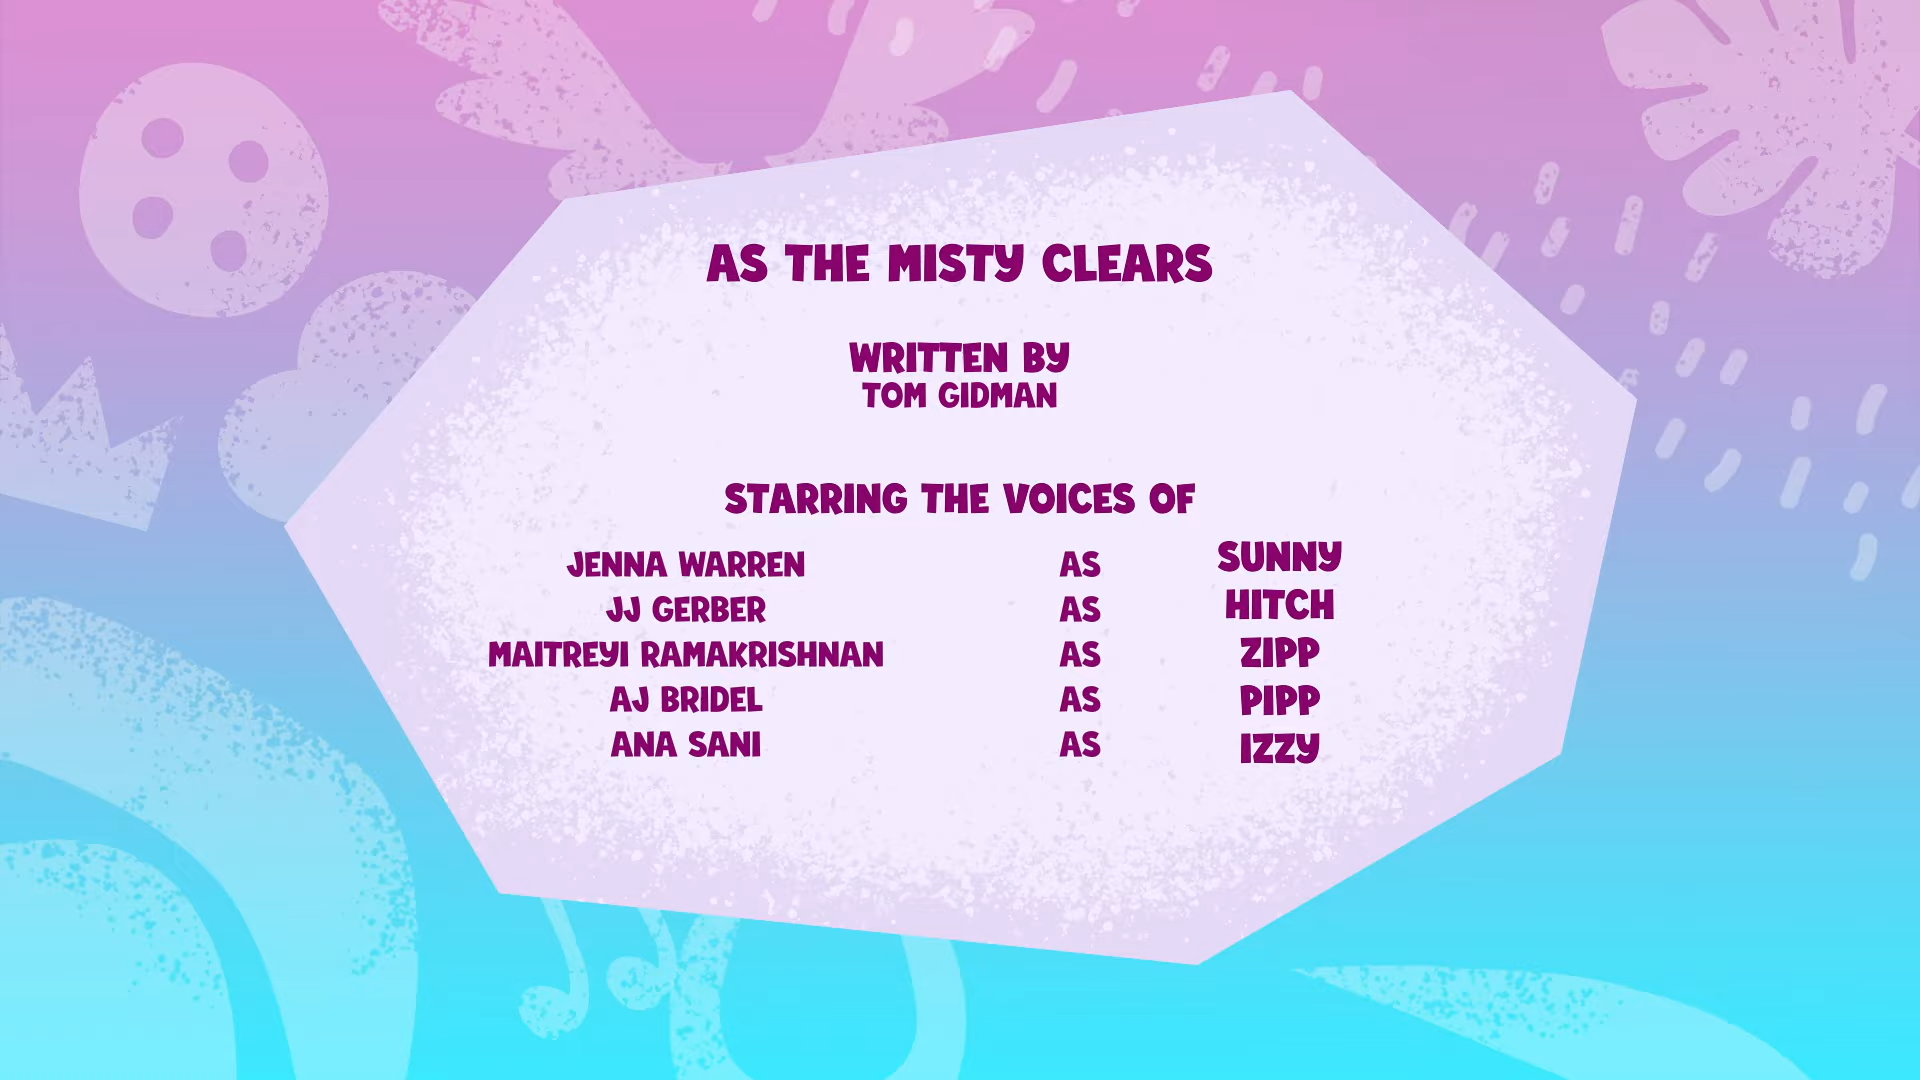 AS THE MISTY CLEARS
WRITTEN BY
TOM GIDMAN
STARRING THE VOICES OF
JENNA WARREN AS SUNNY
JJ GERBER AS HITCH
MAITREYI RAMAKRISHNAN AS ZIPP
AJ BRIDEL AS PIPP
ANA SANI AS IZZY